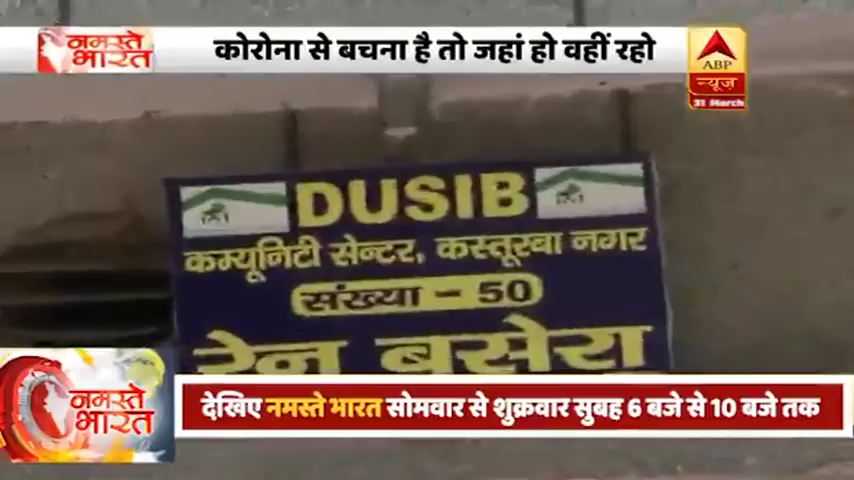 नमस्ते भारत
कोरोना से बचना है तो जहां हो वहीं रहो
ABP
न्यूज़
31 March
DUSIB
कम्यूनिटी सेन्टर, कस्तूरबा नगर
संख्या - 50
रेन बसेरा
नमस्ते भारत
देखिए नमस्ते भारत सोमवार से शुक्रवार सुबह 6 बजे से 10 बजे तक